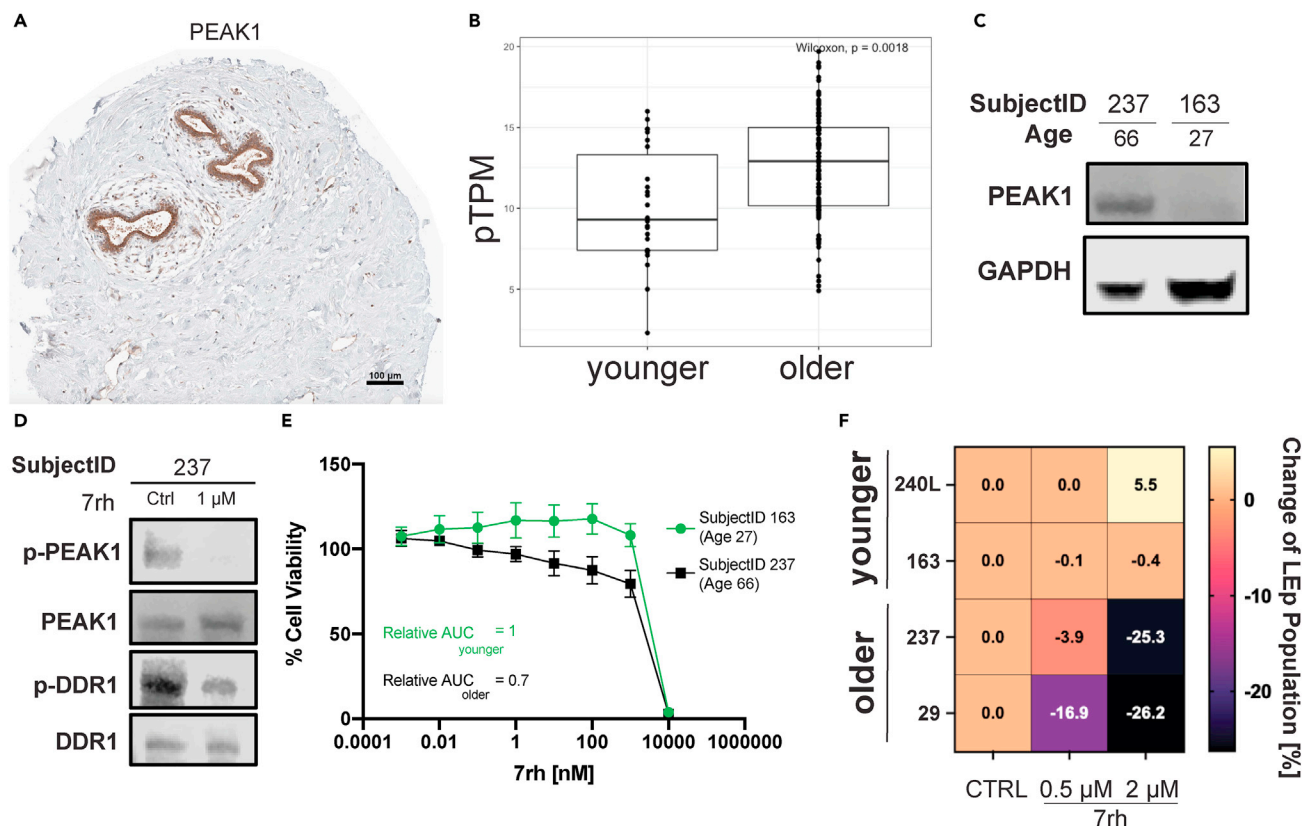 A
PEAK1
100 µm
B
Wilcoxon, p = 0.0018
pTPM
20
15
10
5
younger
older
C
SubjectID 237 163
Age 66 27
PEAK1
GAPDH
D
SubjectID 237
7rh Ctrl 1 µM
p-PEAK1
PEAK1
p-DDR1
DDR1
E
% Cell Viability
150
100
50
0
0.0001 0.01 1 100 10000 1000000
7rh [nM]
SubjectID 163
(Age 27)
SubjectID 237
(Age 66)
Relative AUC younger = 1
Relative AUC older = 0.7
F
younger
older
240L 0.0 0.0 5.5
163 0.0 -0.1 -0.4
237 0.0 -3.9 -25.3
29 0.0 -16.9 -26.2
CTRL 0.5 µM 2 µM
7rh
0
-10
-20
Change of LEp Population [%]